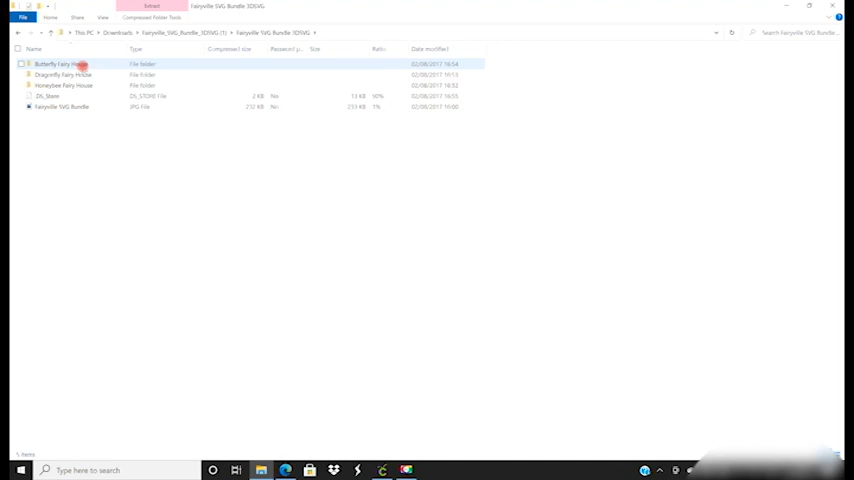 Extract Fairyville SVG Bundle 3DSVG
File Home Share View Compressed Folder Tools
This PC Downloads Fairyville_SVG_Bundle_3DSVG (1) Fairyville SVG Bundle 3DSVG Search Fairyville SVG Bundle...
Name Type Compressed size Password p... Size Ratio Date modified
Butterfly Fairy House File folder 02/08/2017 16:54
Dragonfly Fairy House File folder 02/08/2017 16:53
Honeybee Fairy House File folder 02/08/2017 16:52
.DS_Store DS_STORE File 2 KB No 15 KB 90% 02/08/2017 16:55
Fairyville SVG Bundle JPG File 232 KB No 233 KB 1% 02/08/2017 16:00
5 items
Type here to search